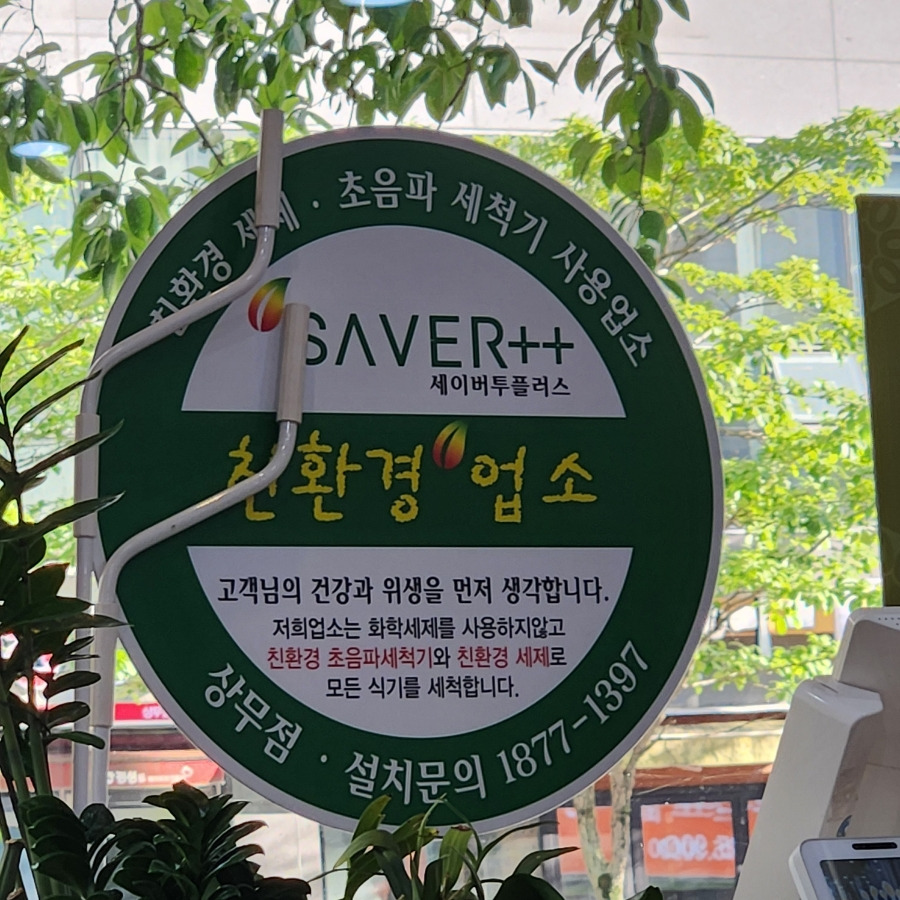 친환경 세제 · 초음파 세척기 사용업소
SAVER++
세이버투플러스
친환경 업소
고객님의 건강과 위생을 먼저 생각합니다.
저희업소는 화학세제를 사용하지않고
친환경 초음파세척기와 친환경 세제로
모든 식기를 세척합니다.
상무점 · 설치문의 1877-1397